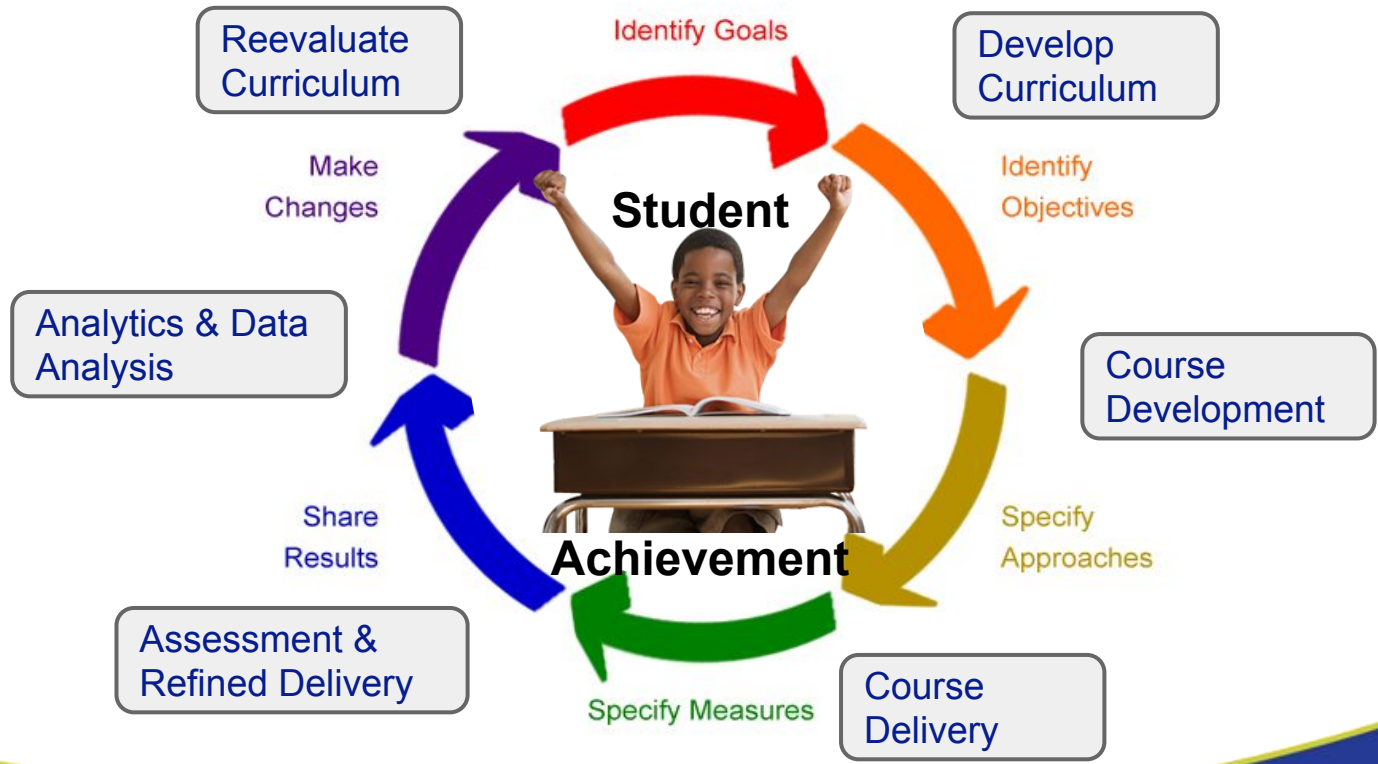 Identify Goals
Develop
Curriculum
Identify
Objectives
Course
Development
Specify
Approaches
Course
Delivery
Specify Measures
Assessment &
Refined Delivery
Share
Results
Analytics & Data
Analysis
Make
Changes
Reevaluate
Curriculum
Student
Achievement